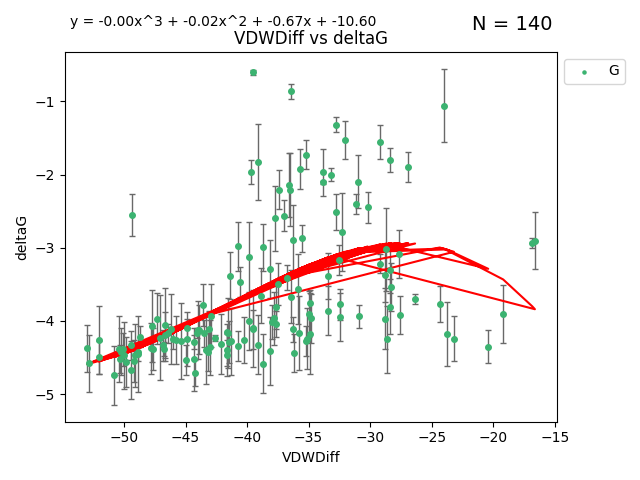 y = -0.00x^3 + -0.02x^2 + -0.67x + -10.60
N = 140
VDWDiff vs deltaG
G
−1
−2
−3
−4
−5
deltaG
−50 −45 −40 −35 −30 −25 −20 −15
VDWDiff